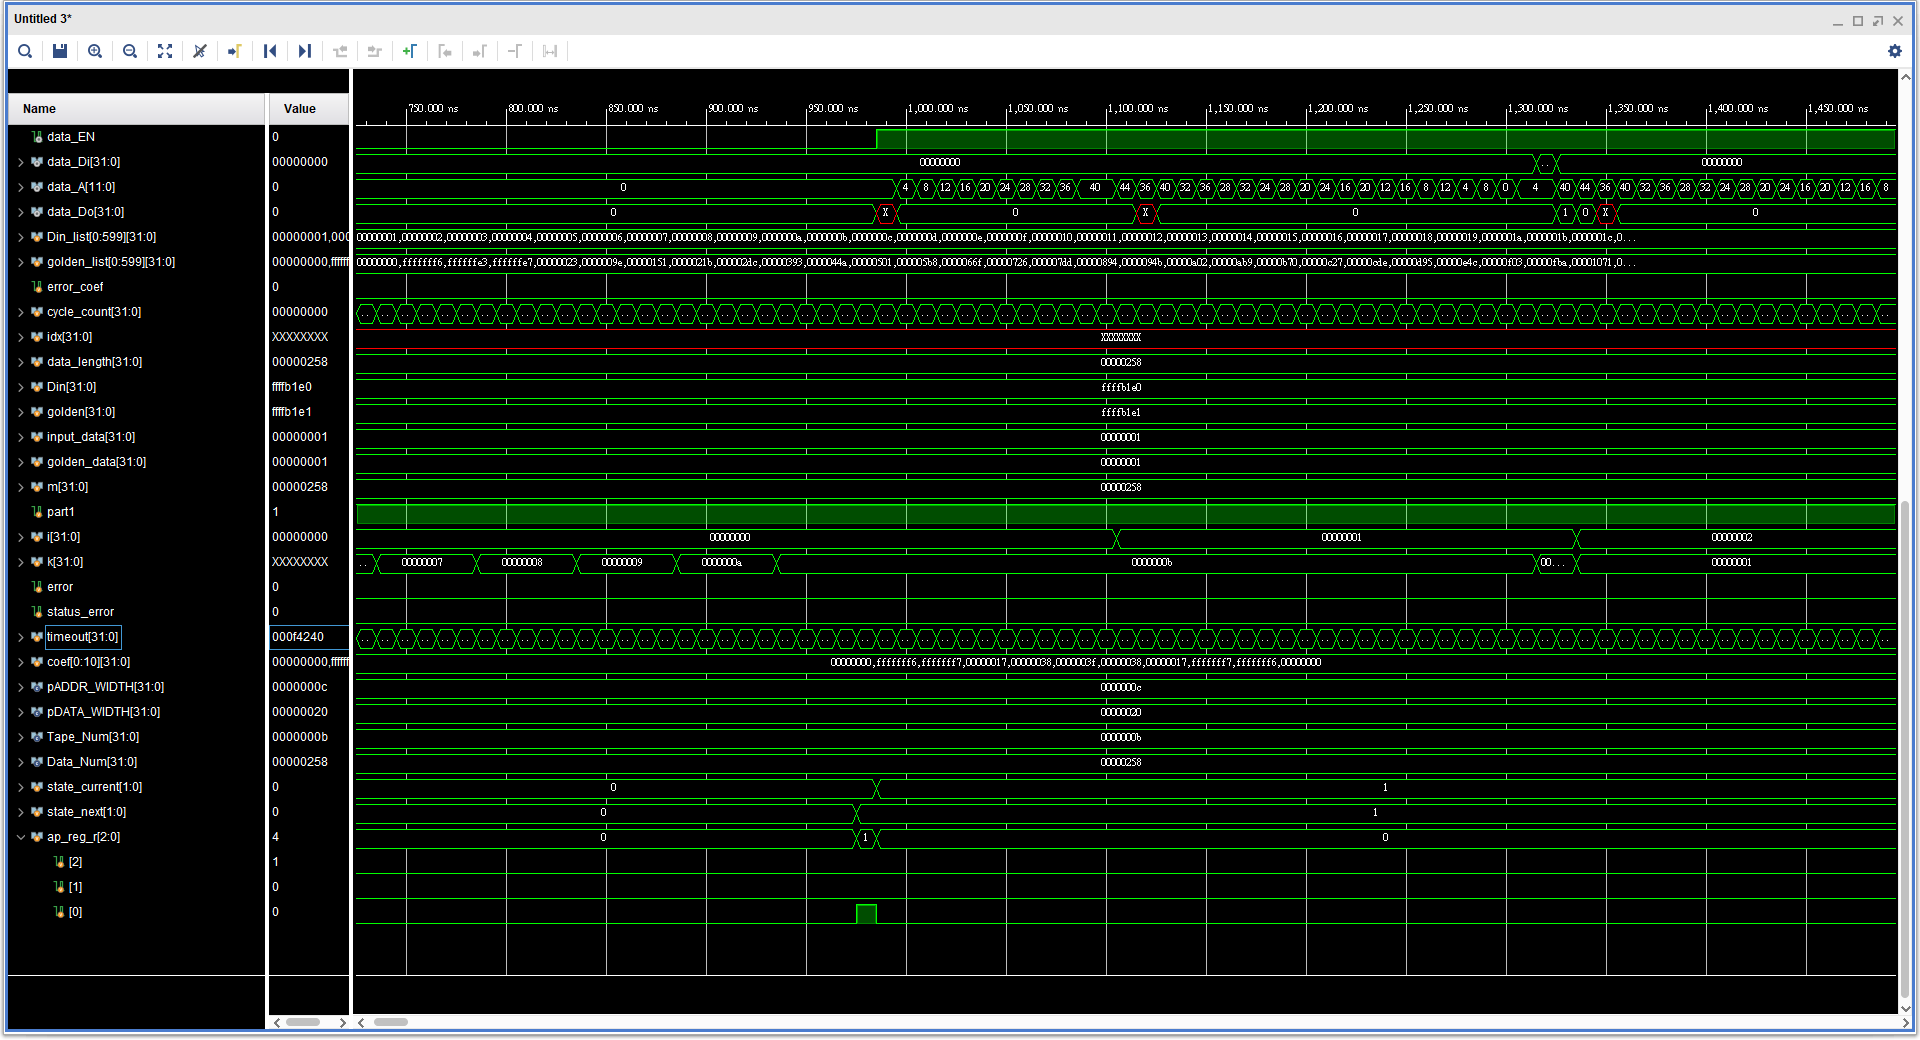 Untitled 3*
Name Value
750.000 ns 800.000 ns 850.000 ns 900.000 ns 950.000 ns 1,000.000 ns 1,050.000 ns 1,100.000 ns 1,150.000 ns 1,200.000 ns 1,250.000 ns 1,300.000 ns 1,350.000 ns 1,400.000 ns 1,450.000 ns
data_EN 0
data_Di[31:0] 00000000 00000000 .. 00000000
data_A[11:0] 0 0 4 8 12 16 20 24 28 32 36 40 44 36 40 32 36 28 32 24 28 20 24 16 20 12 16 8 12 4 8 0 4 40 44 36 40 32 36 28 32 24 28 20 24 16 20 12 16 8
data_Do[31:0] 0 0 X 0 X 0 1 0 X 0
Din_list[0:599][31:0] 00000001,000 00000001,00000002,00000003,00000004,00000005,00000006,00000007,00000008,00000009,0000000a,0000000b,0000000c,0000000d,0000000e,0000000f,00000010,00000011,00000012,00000013,00000014,00000015,00000016,00000017,00000018,00000019,0000001a,0000001b,0000001c,0...
golden_list[0:599][31:0] 00000000,ffffff 00000000,fffffff6,ffffffe3,ffffffe7,00000023,0000009e,00000151,0000021b,000002dc,00000393,0000044a,00000501,000005b8,0000066f,00000726,000007dd,00000894,0000094b,00000a02,00000ab9,00000b70,00000c27,00000cde,00000d95,00000e4c,00000f03,00000fba,00001071,0...
error_coef 0
cycle_count[31:0] 00000000
idx[31:0] XXXXXXXX XXXXXXXX
data_length[31:0] 00000258 00000258
Din[31:0] ffffb1e0 ffffb1e0
golden[31:0] ffffb1e1 ffffb1e1
input_data[31:0] 00000001 00000001
golden_data[31:0] 00000001 00000001
m[31:0] 00000258 00000258
part1 1
i[31:0] 00000000 00000000 00000001 00000002
k[31:0] XXXXXXXX .. 00000007 00000008 00000009 0000000a 0000000b 00... 00000001
error 0
status_error 0
timeout[31:0] 000f4240
coef[0:10][31:0] 00000000,ffffff 00000000,fffffff6,fffffff7,00000017,00000038,0000003f,00000038,00000017,fffffff7,fffffff6,00000000
pADDR_WIDTH[31:0] 0000000c 0000000c
pDATA_WIDTH[31:0] 00000020 00000020
Tape_Num[31:0] 0000000b 0000000b
Data_Num[31:0] 00000258 00000258
state_current[1:0] 0 0 1
state_next[1:0] 0 0 1
ap_reg_r[2:0] 4 0 1 0
[2] 1
[1] 0
[0] 0